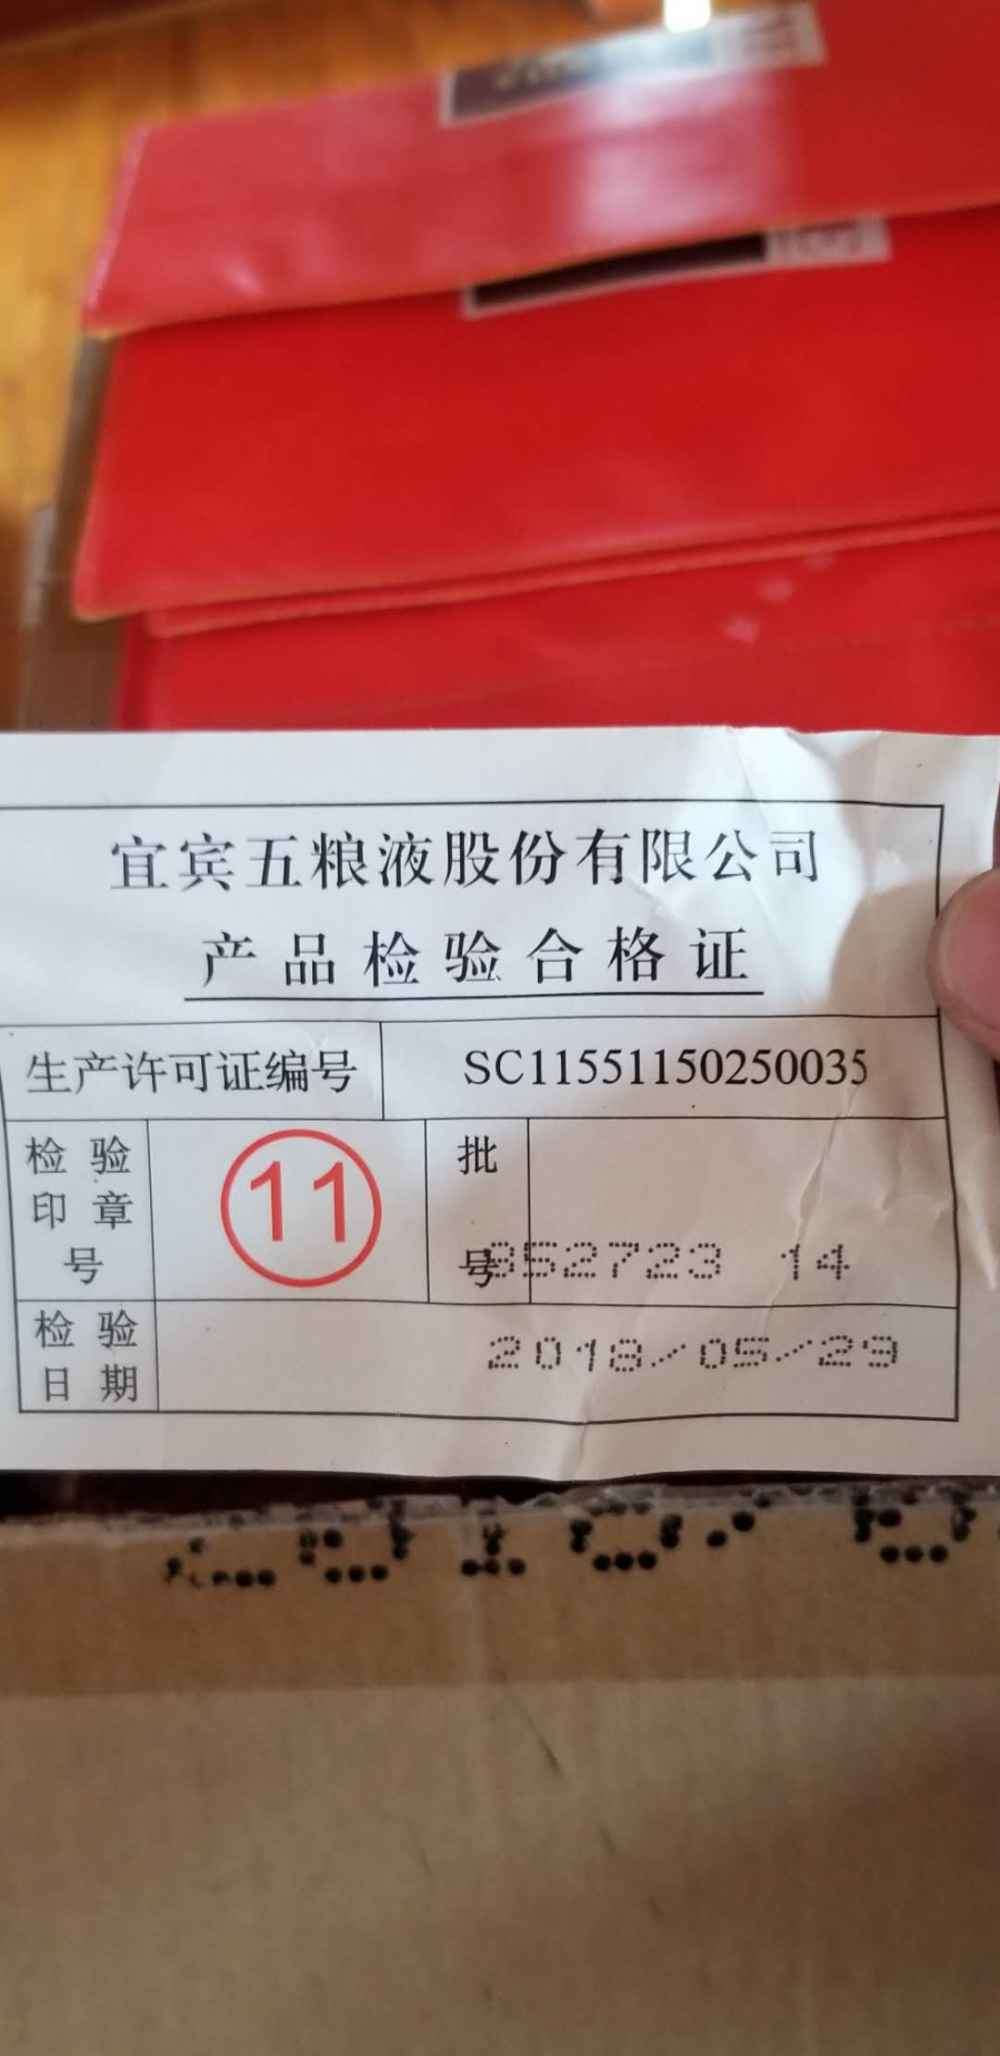 宜宾五粮液股份有限公司
产品检验合格证
生产许可证编号 SC11551150250035
检验印章号 11 批号 852723 14
检验日期 2018/05/29